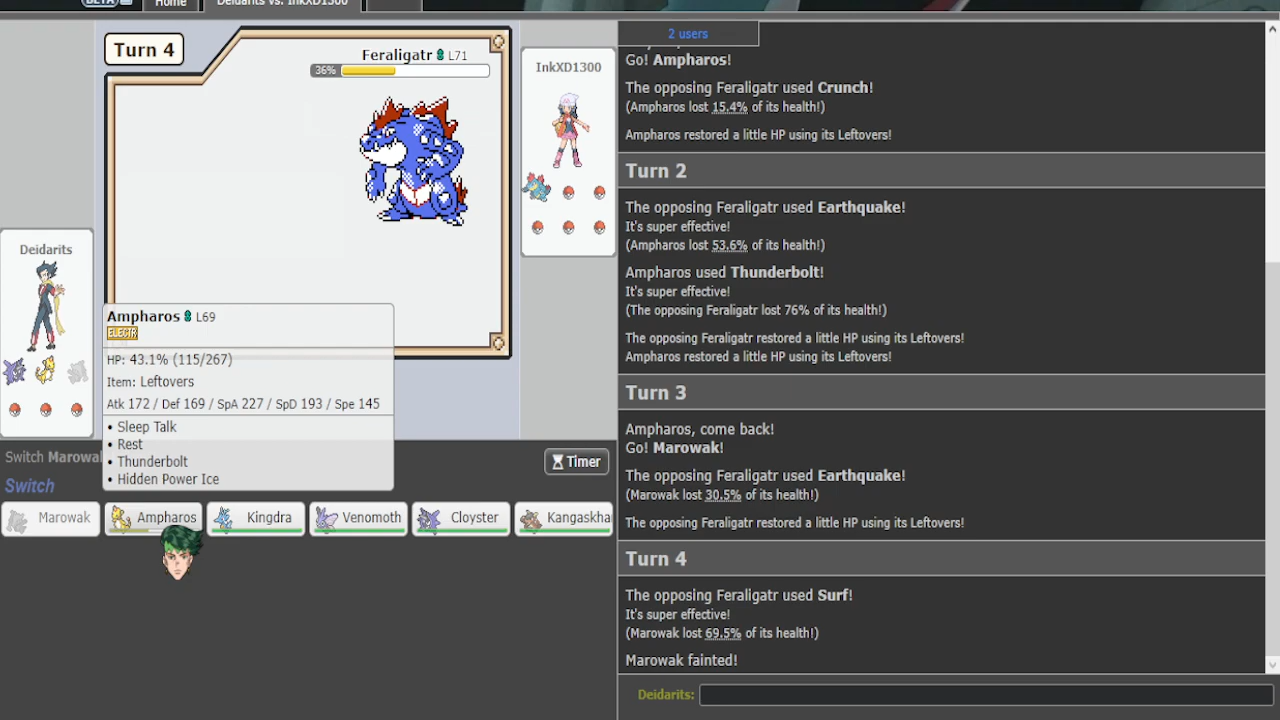 BETA
Home
Deidarits vs. InkXD1300
Turn 4
Feraligatr L71
36%
InkXD1300
Deidarits
Ampharos L69
ELECTR
HP: 43.1% (115/267)
Item: Leftovers
Atk 172 / Def 169 / SpA 227 / SpD 193 / Spe 145
• Sleep Talk
• Rest
• Thunderbolt
• Hidden Power Ice
Switch Marowak
Timer
Switch
Marowak
Ampharos
Kingdra
Venomoth
Cloyster
Kangaskha
2 users
Go! Ampharos!
The opposing Feraligatr used Crunch!
(Ampharos lost 15.4% of its health!)
Ampharos restored a little HP using its Leftovers!
Turn 2
The opposing Feraligatr used Earthquake!
It's super effective!
(Ampharos lost 53.6% of its health!)
Ampharos used Thunderbolt!
It's super effective!
(The opposing Feraligatr lost 76% of its health!)
The opposing Feraligatr restored a little HP using its Leftovers!
Ampharos restored a little HP using its Leftovers!
Turn 3
Ampharos, come back!
Go! Marowak!
The opposing Feraligatr used Earthquake!
(Marowak lost 30.5% of its health!)
The opposing Feraligatr restored a little HP using its Leftovers!
Turn 4
The opposing Feraligatr used Surf!
It's super effective!
(Marowak lost 69.5% of its health!)
Marowak fainted!
Deidarits: